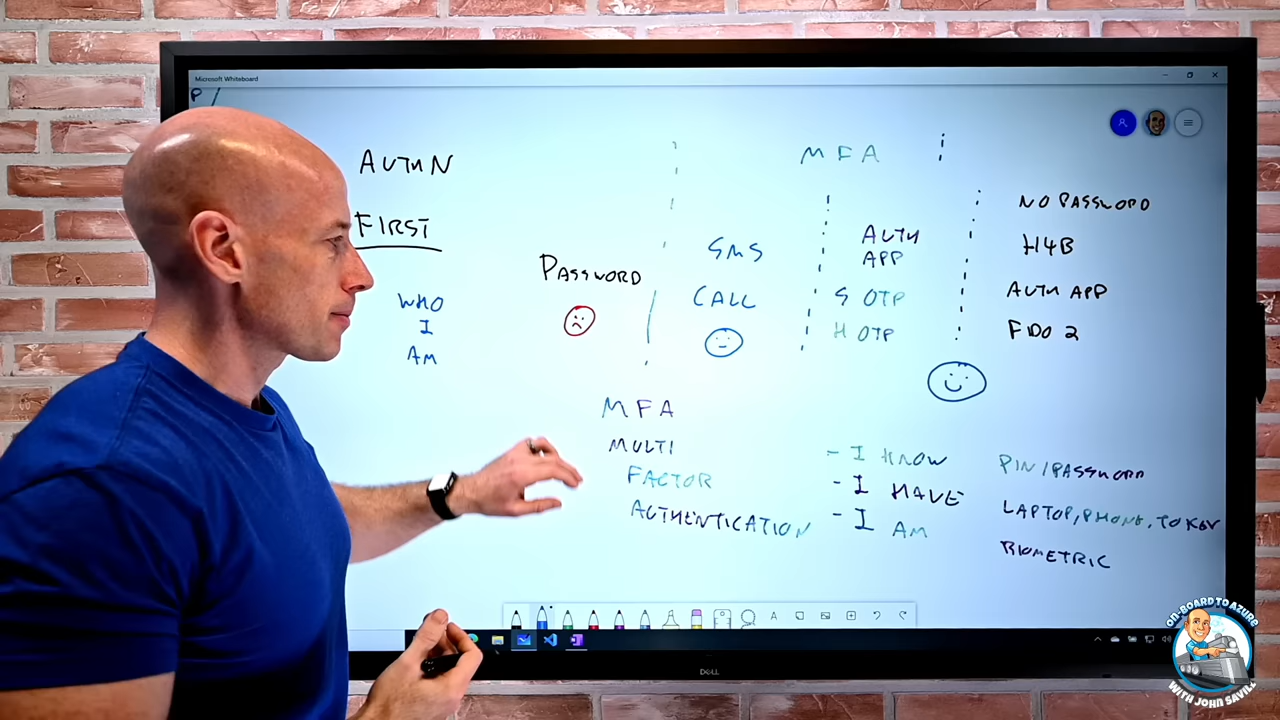 Microsoft Whiteboard
P /
AUTHN
FIRST
WHO
I
AM
PASSWORD
MFA
SMS
CALL
AUTH
APP
S OTP
H OTP
NO PASSWORD
H4B
AUTH APP
FIDO 2
MFA
MULTI
FACTOR
AUTHENTICATION
- I KNOW
- I HAVE
- I AM
PIN/PASSWORD
LAPTOP, PHONE, TOKEN
BIOMETRIC
DELL
ON-BOARD TO AZURE
WITH JOHN SAVILL